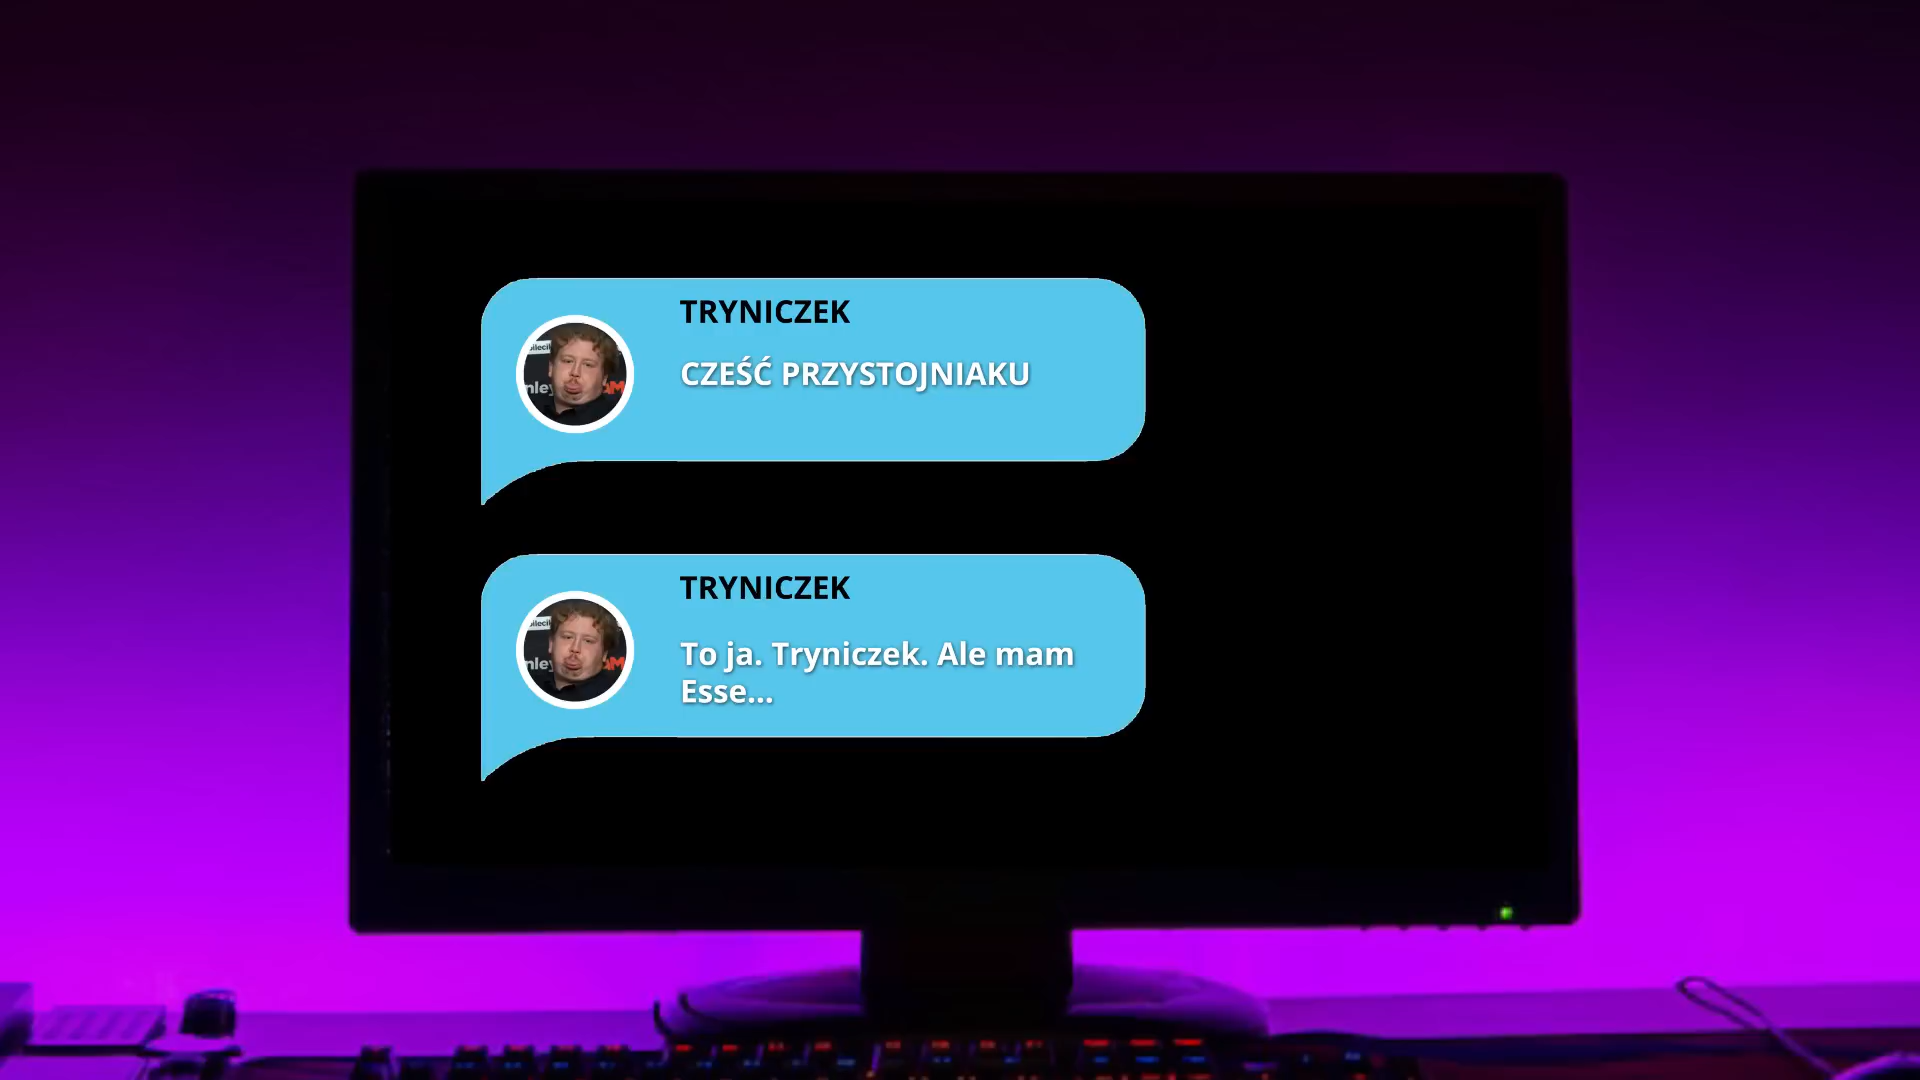 TRYNICZEK
CZEŚĆ PRZYSTOJNIAKU
TRYNICZEK
To ja. Tryniczek. Ale mam
Esse...